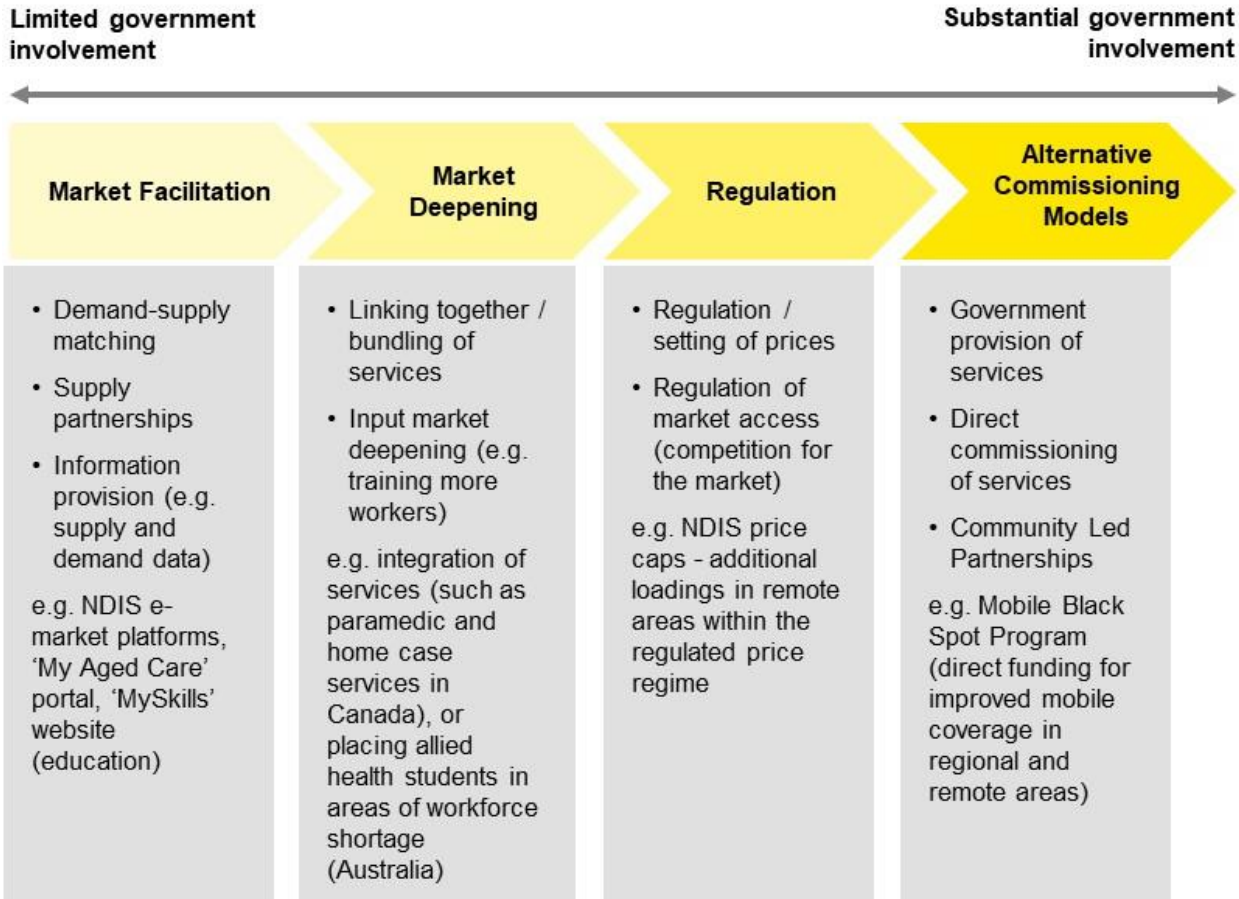 Limited government
involvement
Substantial government
involvement
Market Facilitation
Market
Deepening
Regulation
Alternative
Commissioning
Models
• Demand-supply
matching
• Supply
partnerships
• Information
provision (e.g.
supply and
demand data)
e.g. NDIS e-
market platforms,
‘My Aged Care’
portal, ‘MySkills’
website
(education)
• Linking together /
bundling of
services
• Input market
deepening (e.g.
training more
workers)
e.g. integration of
services (such as
paramedic and
home case
services in
Canada), or
placing allied
health students in
areas of workforce
shortage
(Australia)
• Regulation /
setting of prices
• Regulation of
market access
(competition for
the market)
e.g. NDIS price
caps - additional
loadings in remote
areas within the
regulated price
regime
• Government
provision of
services
• Direct
commissioning
of services
• Community Led
Partnerships
e.g. Mobile Black
Spot Program
(direct funding for
improved mobile
coverage in
regional and
remote areas)